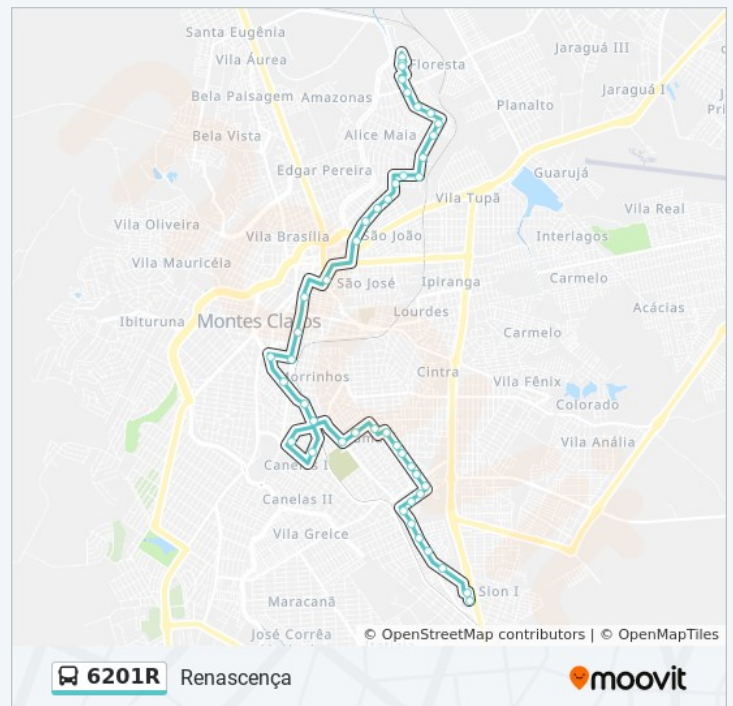 Santa Eugênia
Jaraguá III
Vila Áurea
Floresta
Jaraguá I
Bela Paisagem
Amazonas
Planalto
Bela Vista
Alice Maia
Edgar Pereira
Guarujá
Vila Tupã
Vila Oliveira
Vila Real
Vila Brasília
São João
Interlagos
Vila Mauricéia
São José
Ipiranga
Carmelo
Acácias
Ibituruna
Montes Claros
Lourdes
Carmelo
Morrinhos
Cintra
Vila Fênix
Colorado
Vila Anália
Canelas I
Canelas II
Vila Greice
Sion I
Maracanã
José Corrêa
© OpenStreetMap contributors | © OpenMapTiles
6201R Renascença
moovit